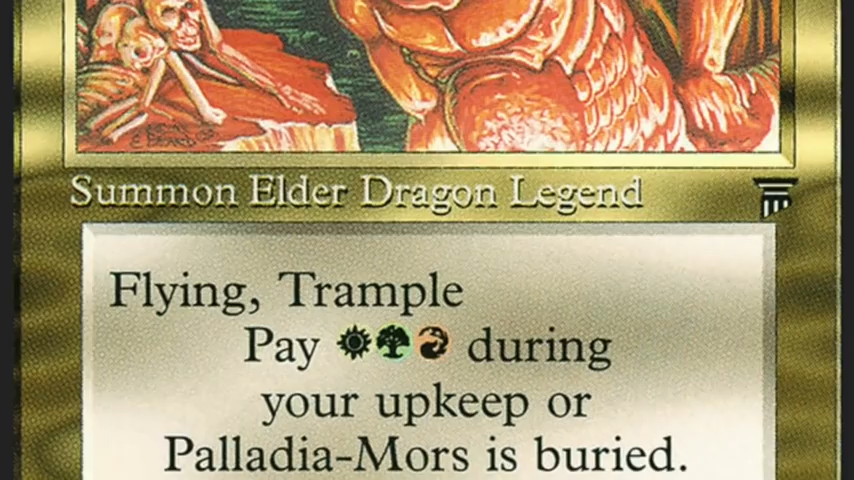 Summon Elder Dragon Legend
Flying, Trample
Pay during
your upkeep or
Palladia-Mors is buried.